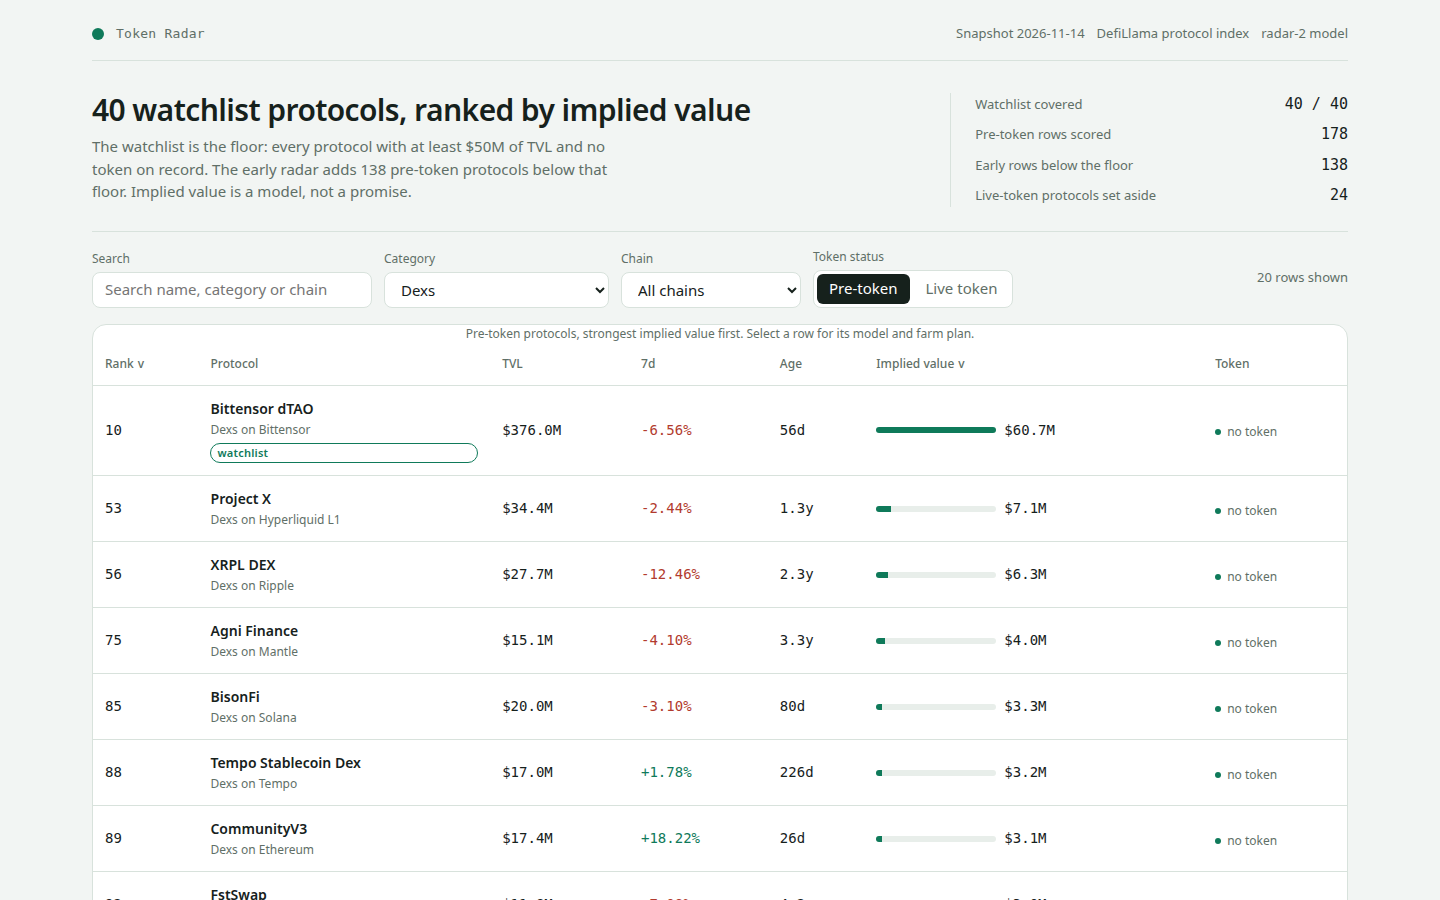 Token Radar
Snapshot 2026-11-14 DefiLlama protocol index radar-2 model
40 watchlist protocols, ranked by implied value
The watchlist is the floor: every protocol with at least $50M of TVL and no
token on record. The early radar adds 138 pre-token protocols below that
floor. Implied value is a model, not a promise.
Watchlist covered 40 / 40
Pre-token rows scored 178
Early rows below the floor 138
Live-token protocols set aside 24
Search
Search name, category or chain
Category
Dexs
Chain
All chains
Token status
Pre-token Live token
20 rows shown
Pre-token protocols, strongest implied value first. Select a row for its model and farm plan.
Rank v Protocol TVL 7d Age Implied value v Token
10 Bittensor dTAO $376.0M -6.56% 56d $60.7M no token
Dexs on Bittensor
watchlist
53 Project X $34.4M -2.44% 1.3y $7.1M no token
Dexs on Hyperliquid L1
56 XRPL DEX $27.7M -12.46% 2.3y $6.3M no token
Dexs on Ripple
75 Agni Finance $15.1M -4.10% 3.3y $4.0M no token
Dexs on Mantle
85 BisonFi $20.0M -3.10% 80d $3.3M no token
Dexs on Solana
88 Tempo Stablecoin Dex $17.0M +1.78% 226d $3.2M no token
Dexs on Tempo
89 CommunityV3 $17.4M +18.22% 26d $3.1M no token
Dexs on Ethereum
FstSwap